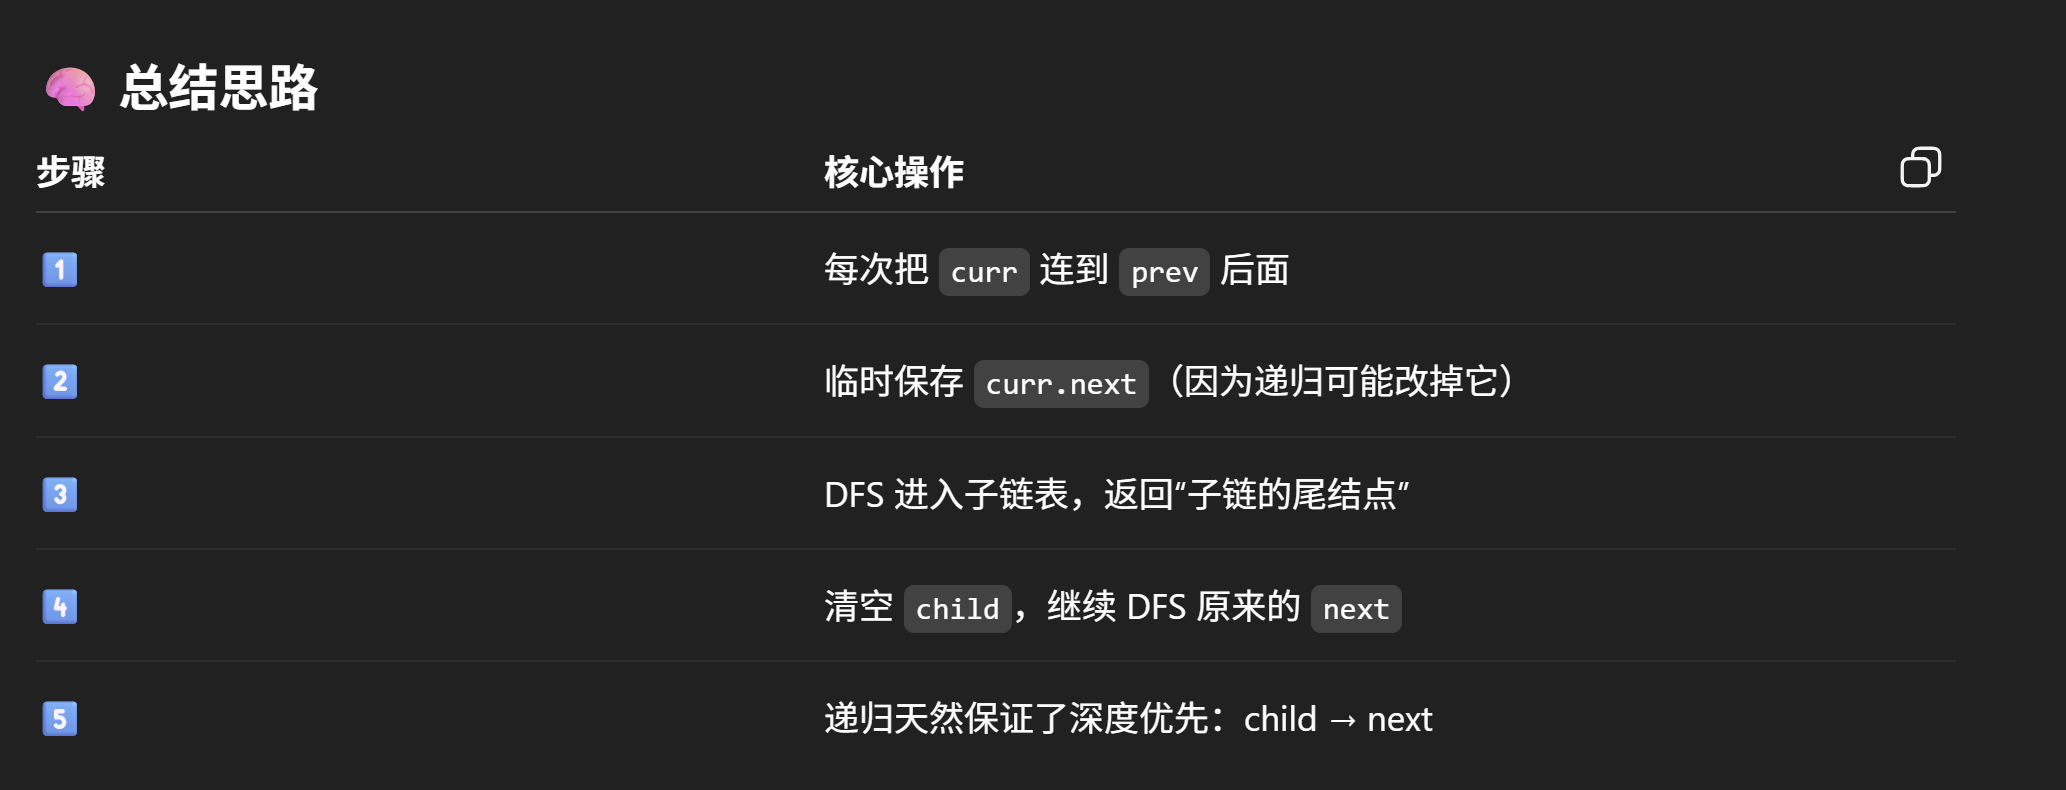 🧠 总结思路
步骤 核心操作
1 每次把 curr 连到 prev 后面
2 临时保存 curr.next（因为递归可能改掉它）
3 DFS 进入子链表，返回“子链的尾结点”
4 清空 child，继续 DFS 原来的 next
5 递归天然保证了深度优先：child → next